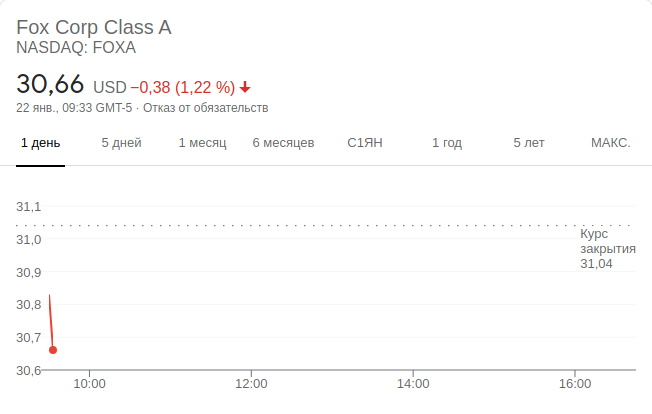 Fox Corp Class A
NASDAQ: FOXA
30,66 USD −0,38 (1,22 %)
22 янв., 09:33 GMT-5 · Отказ от обязательств
1 день 5 дней 1 месяц 6 месяцев С1ЯН 1 год 5 лет МАКС.
31,1
31,0
30,9
30,8
30,7
30,6
Курс
закрытия
31,04
10:00 12:00 14:00 16:00